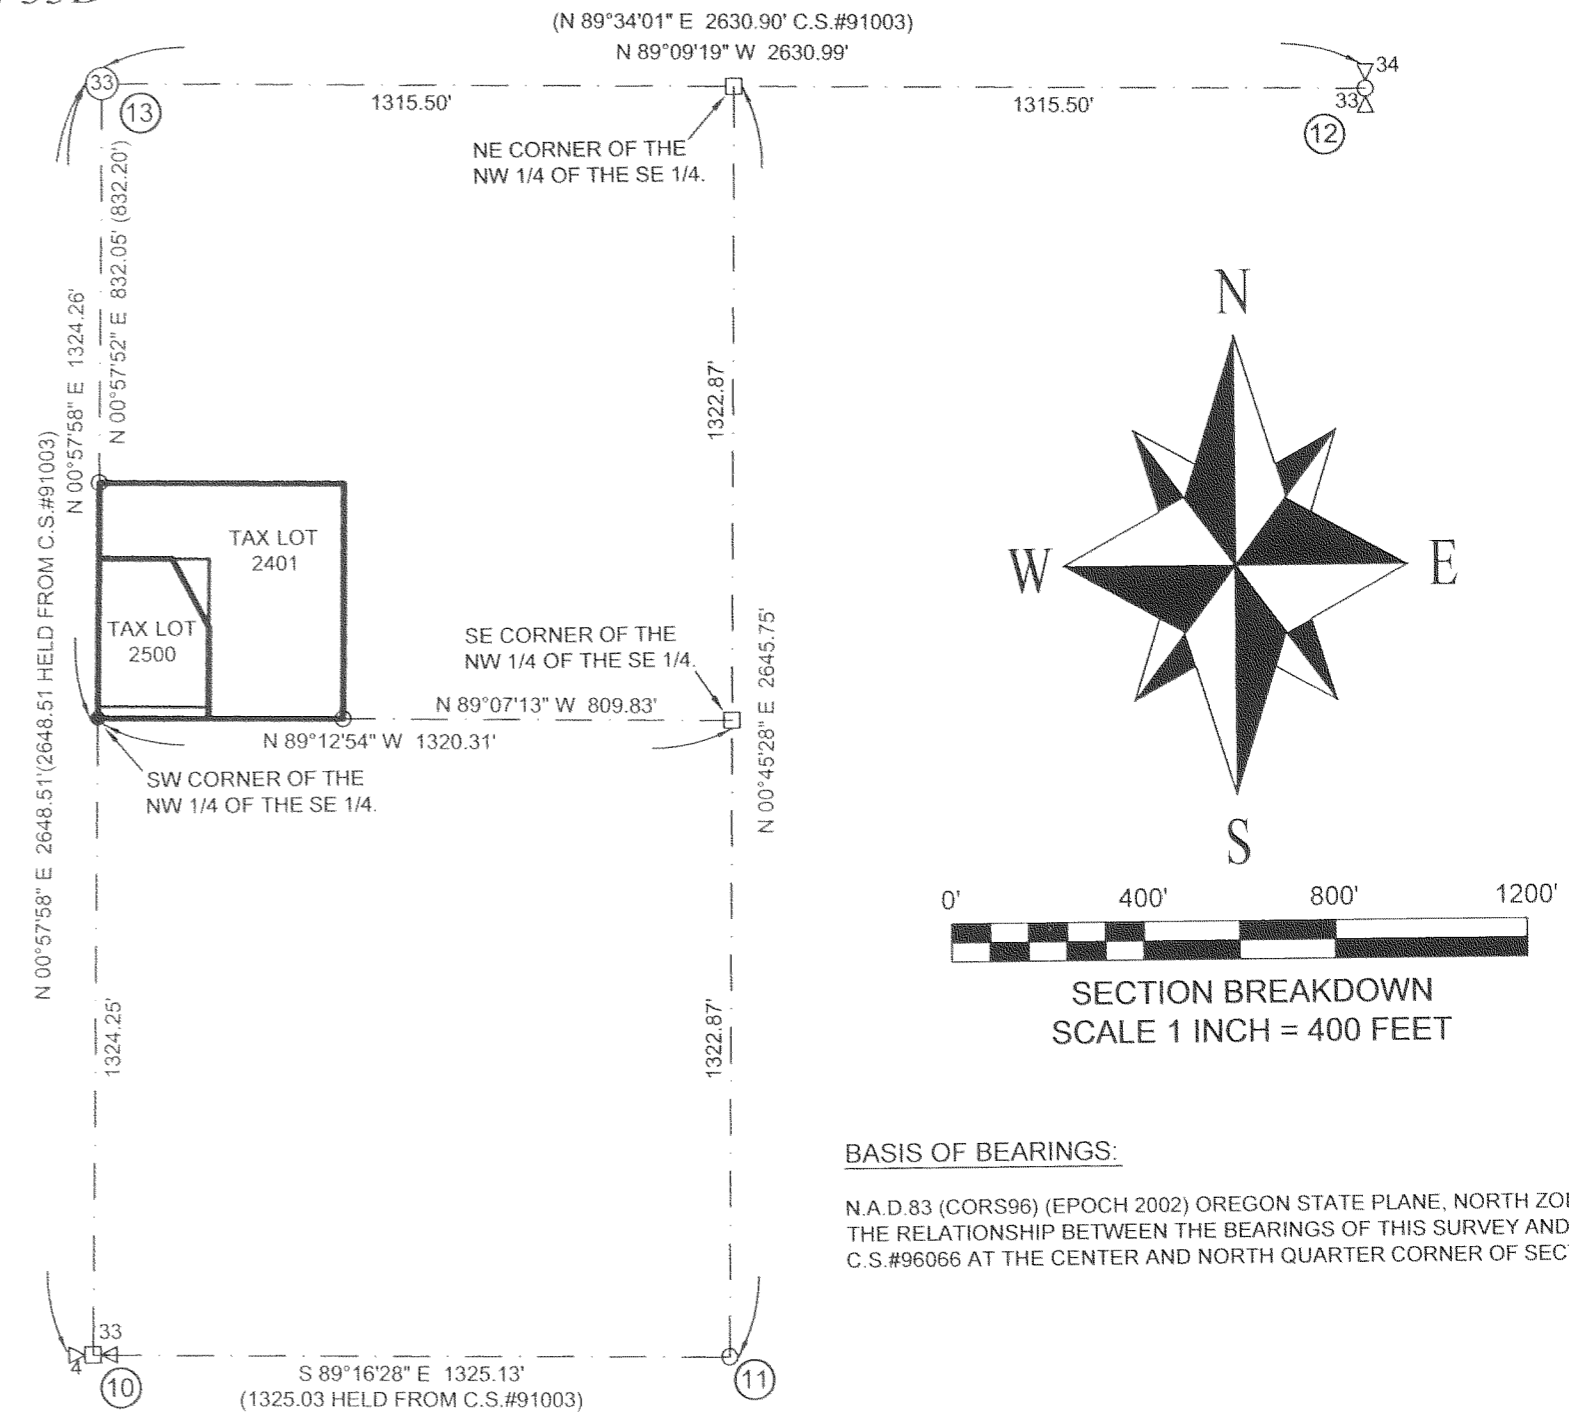 (N 89°34'01" E 2630.90' C.S.#91003)
N 89°09'19" W 2630.99'
33
13
1315.50'
1315.50'
34
33
12
NE CORNER OF THE
NW 1/4 OF THE SE 1/4.
N 00°57'52" E 832.05' (832.20')
N 00°57'58" E 1324.26'
N 00°57'58" E 2648.51'(2648.51 HELD FROM C.S.#91003)
1322.87'
N
W
E
S
TAX LOT
2401
TAX LOT
2500
SE CORNER OF THE
NW 1/4 OF THE SE 1/4.
N 89°07'13" W 809.83'
N 89°12'54" W 1320.31'
N 00°45'28" E 2645.75'
SW CORNER OF THE
NW 1/4 OF THE SE 1/4.
0' 400' 800' 1200'
SECTION BREAKDOWN
SCALE 1 INCH = 400 FEET
1324.25'
1322.87'
BASIS OF BEARINGS:
N.A.D.83 (CORS96) (EPOCH 2002) OREGON STATE PLANE, NORTH
THE RELATIONSHIP BETWEEN THE BEARINGS OF THIS SURVEY AND
C.S.#96066 AT THE CENTER AND NORTH QUARTER CORNER OF
33
4
10
S 89°16'28" E 1325.13'
(1325.03 HELD FROM C.S.#91003)
11